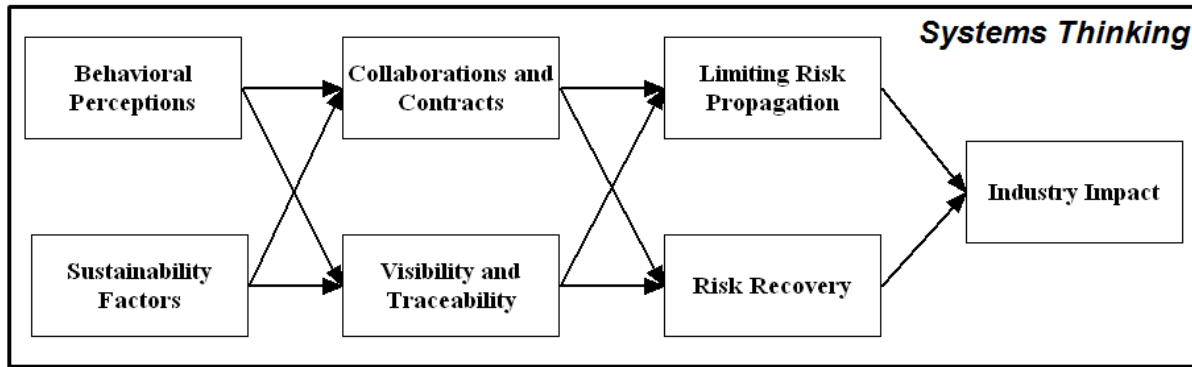 Systems Thinking
Behavioral
Perceptions
Collaborations and
Contracts
Limiting Risk
Propagation
Industry Impact
Sustainability
Factors
Visibility and
Traceability
Risk Recovery